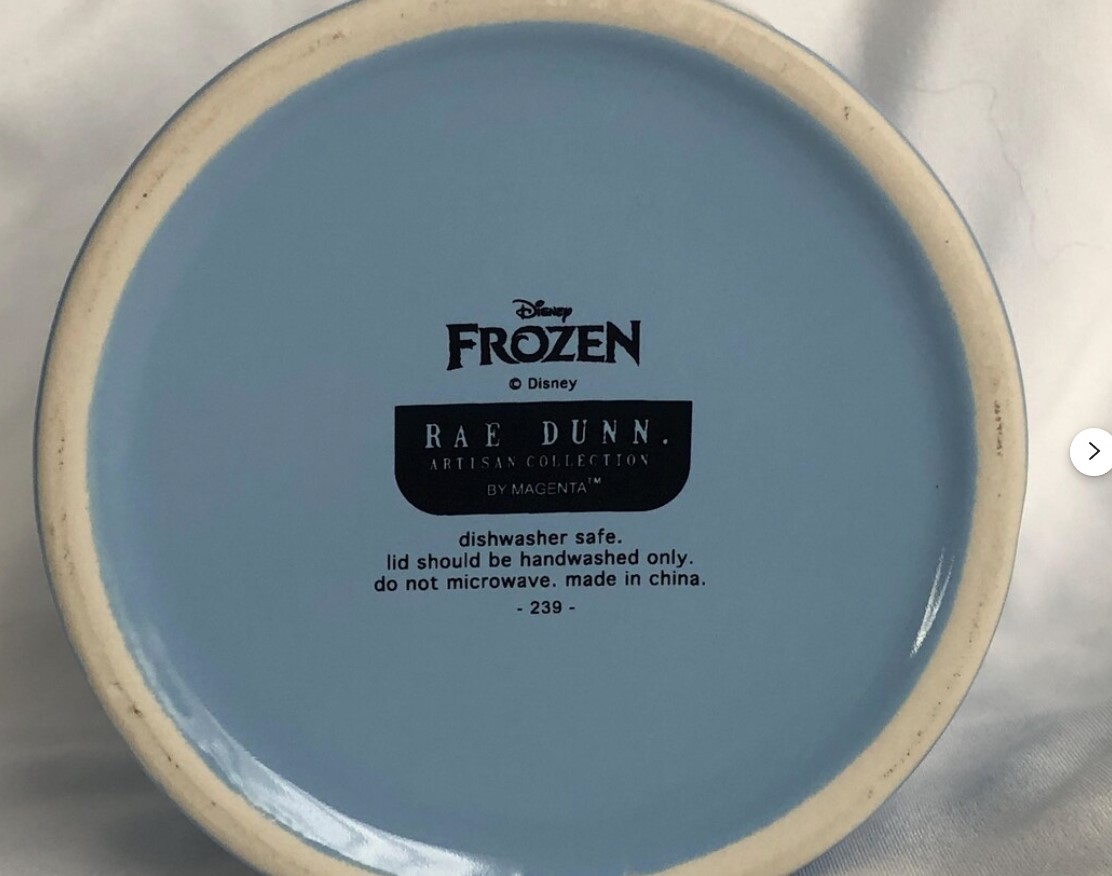 Disney
FROZEN
© Disney
RAE DUNN.
ARTISAN COLLECTION
BY MAGENTA™
dishwasher safe.
lid should be handwashed only.
do not microwave. made in china.
- 239 -